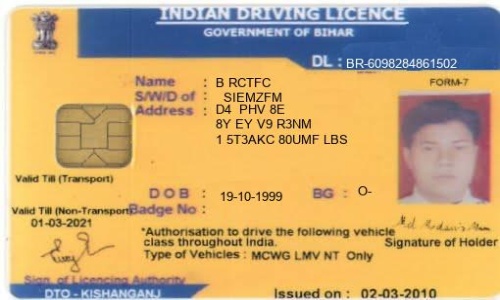 INDIAN DRIVING LICENCE
GOVERNMENT OF BIHAR
DL : BR-6098284861502
FORM-7
Name : B RCTFC
S/W/D of : SIEMZFM
Address : D4 PHV 8E
8Y EY V9 R3NM
1 5T3AKC 80UMF LBS
Valid Till (Transport)
DOB : 19-10-1999 BG : O-
Valid Till (Non-Transport)
Badge No :
01-03-2021
*Authorisation to drive the following vehicle
class throughout India.
Type of Vehicles : MCWG LMV NT Only
Signature of Holder
Sign. of Licencing Authority
DTO - KISHANGANJ
Issued on : 02-03-2010